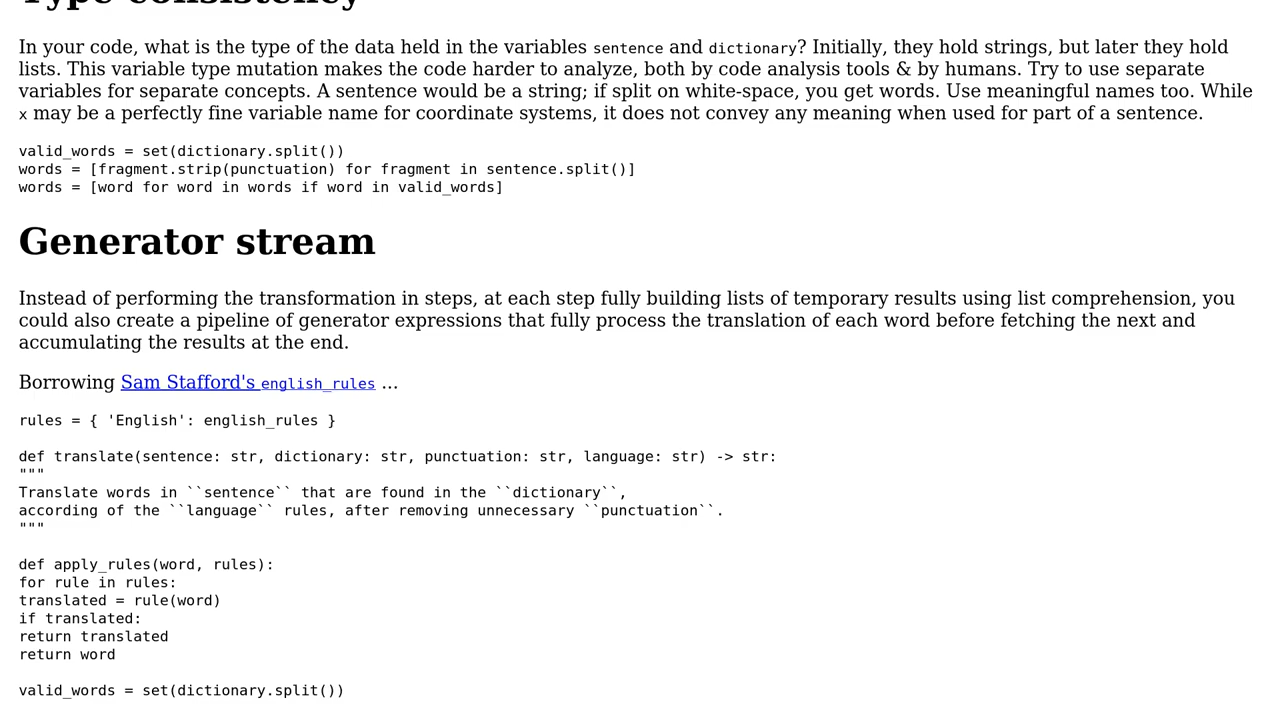 Type consistency
In your code, what is the type of the data held in the variables sentence and dictionary? Initially, they hold strings, but later they hold
lists. This variable type mutation makes the code harder to analyze, both by code analysis tools & by humans. Try to use separate
variables for separate concepts. A sentence would be a string; if split on white-space, you get words. Use meaningful names too. While
x may be a perfectly fine variable name for coordinate systems, it does not convey any meaning when used for part of a sentence.
valid_words = set(dictionary.split())
words = [fragment.strip(punctuation) for fragment in sentence.split()]
words = [word for word in words if word in valid_words]
Generator stream
Instead of performing the transformation in steps, at each step fully building lists of temporary results using list comprehension, you
could also create a pipeline of generator expressions that fully process the translation of each word before fetching the next and
accumulating the results at the end.
Borrowing Sam Stafford's english_rules ...
rules = { 'English': english_rules }
def translate(sentence: str, dictionary: str, punctuation: str, language: str) -> str:
"""
Translate words in ``sentence`` that are found in the ``dictionary``,
according of the ``language`` rules, after removing unnecessary ``punctuation``.
"""
def apply_rules(word, rules):
for rule in rules:
translated = rule(word)
if translated:
return translated
return word
valid_words = set(dictionary.split())